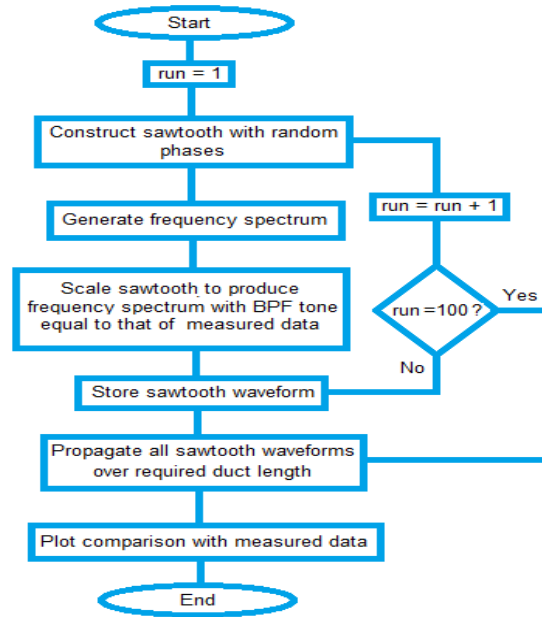 Start
run = 1
Construct sawtooth with random
phases
run = run + 1
Generate frequency spectrum
Scale sawtooth to produce
frequency spectrum with BPF tone
equal to that of measured data
run =100 ?
Yes
No
Store sawtooth waveform
Propagate all sawtooth waveforms
over required duct length
Plot comparison with measured data
End